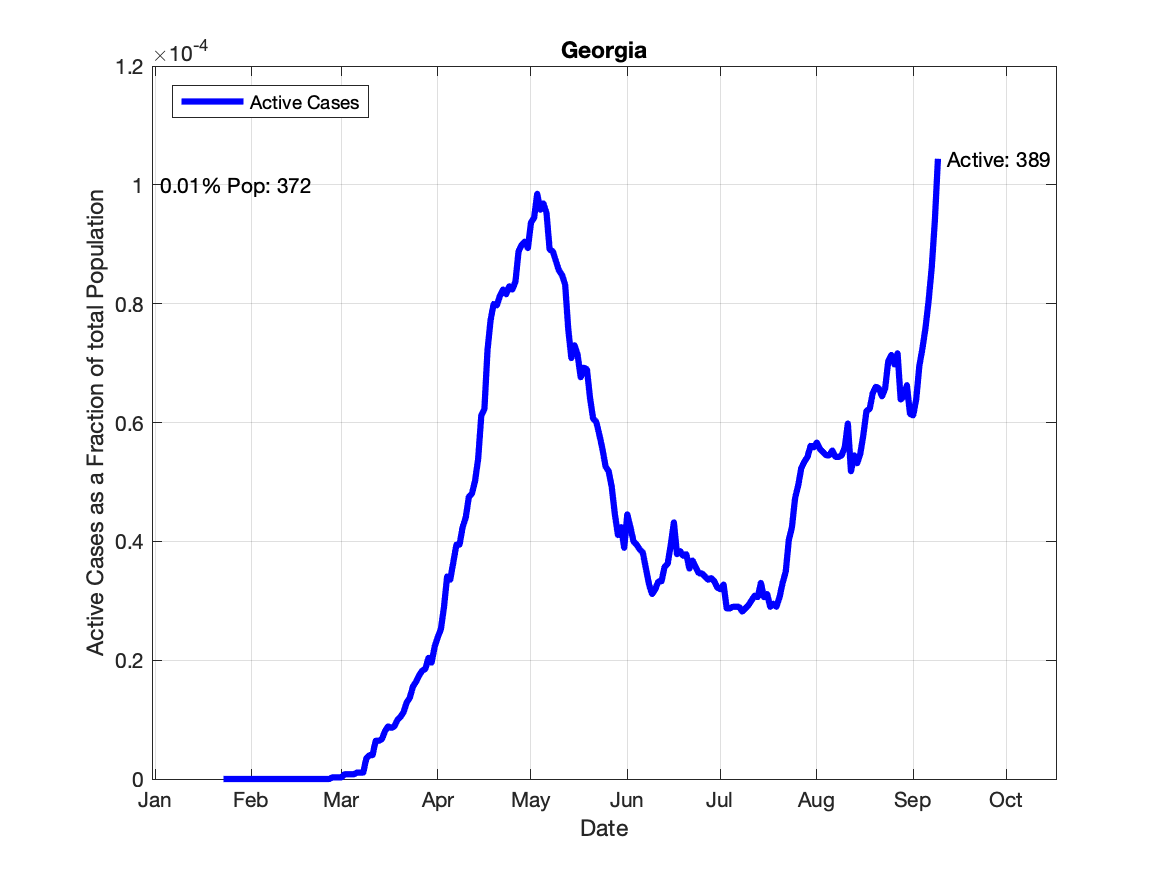 Georgia
×10-4
1.2
Active Cases
Active: 389
1
0.01% Pop: 372
0.8
0.6
0.4
0.2
0
Active Cases as a Fraction of total Population
Jan Feb Mar Apr May Jun Jul Aug Sep Oct
Date